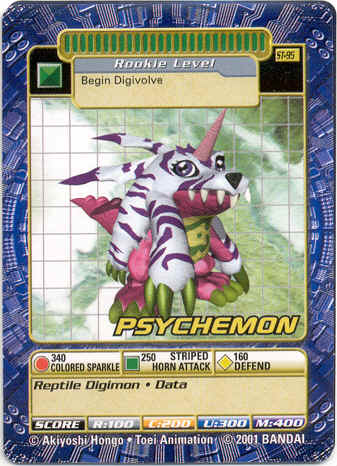 Rookie Level
St-95
Begin Digivolve
PSYCHEMON
340 COLORED SPARKLE
250 STRIPED HORN ATTACK
160 DEFEND
Reptile Digimon • Data
SCORE R:100 C:200 U:300 M:400
© Akiyoshi Hongo • Toei Animation © 2001 BANDAI